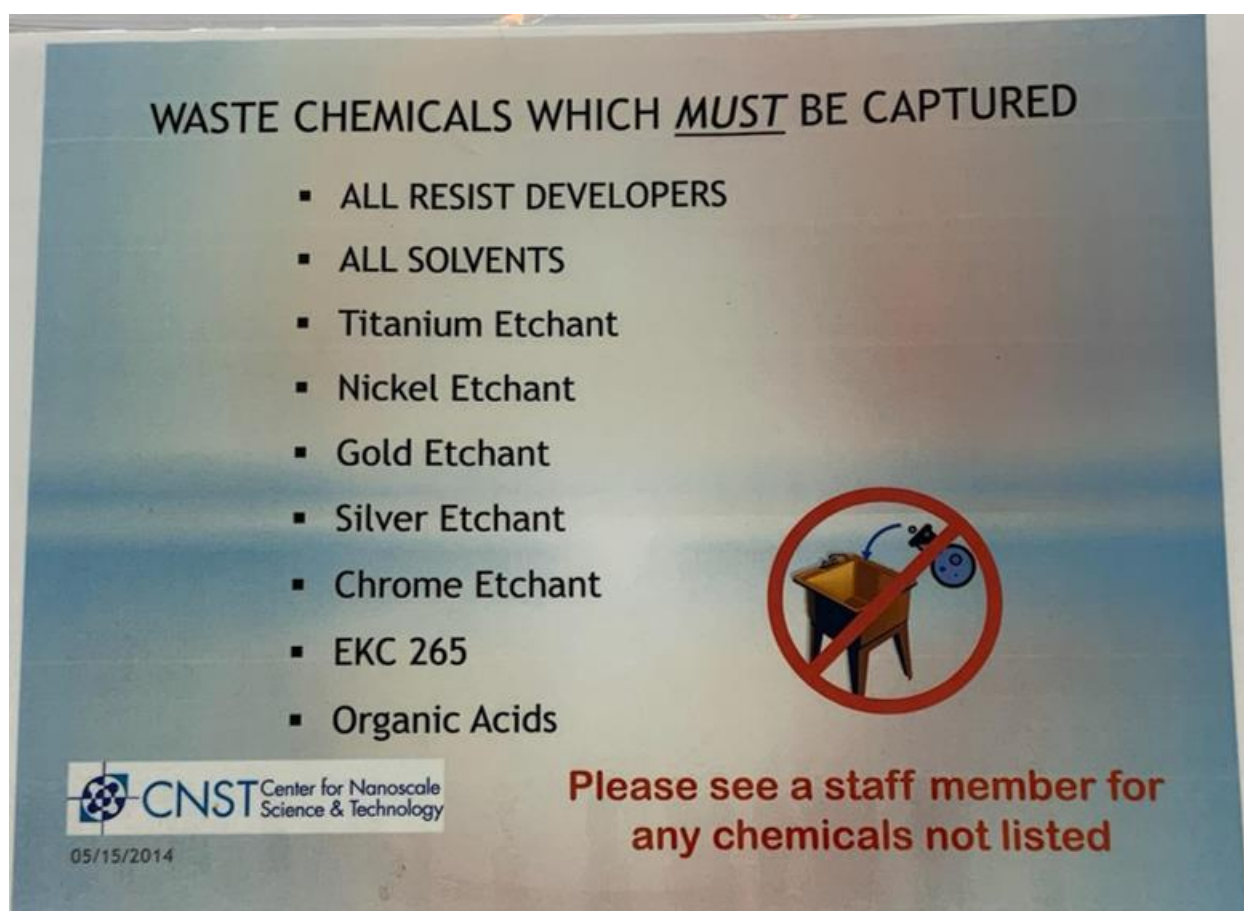 WASTE CHEMICALS WHICH MUST BE CAPTURED
▪ ALL RESIST DEVELOPERS
▪ ALL SOLVENTS
▪ Titanium Etchant
▪ Nickel Etchant
▪ Gold Etchant
▪ Silver Etchant
▪ Chrome Etchant
▪ EKC 265
▪ Organic Acids
CNST Center for Nanoscale
Science & Technology
05/15/2014
Please see a staff member for
any chemicals not listed